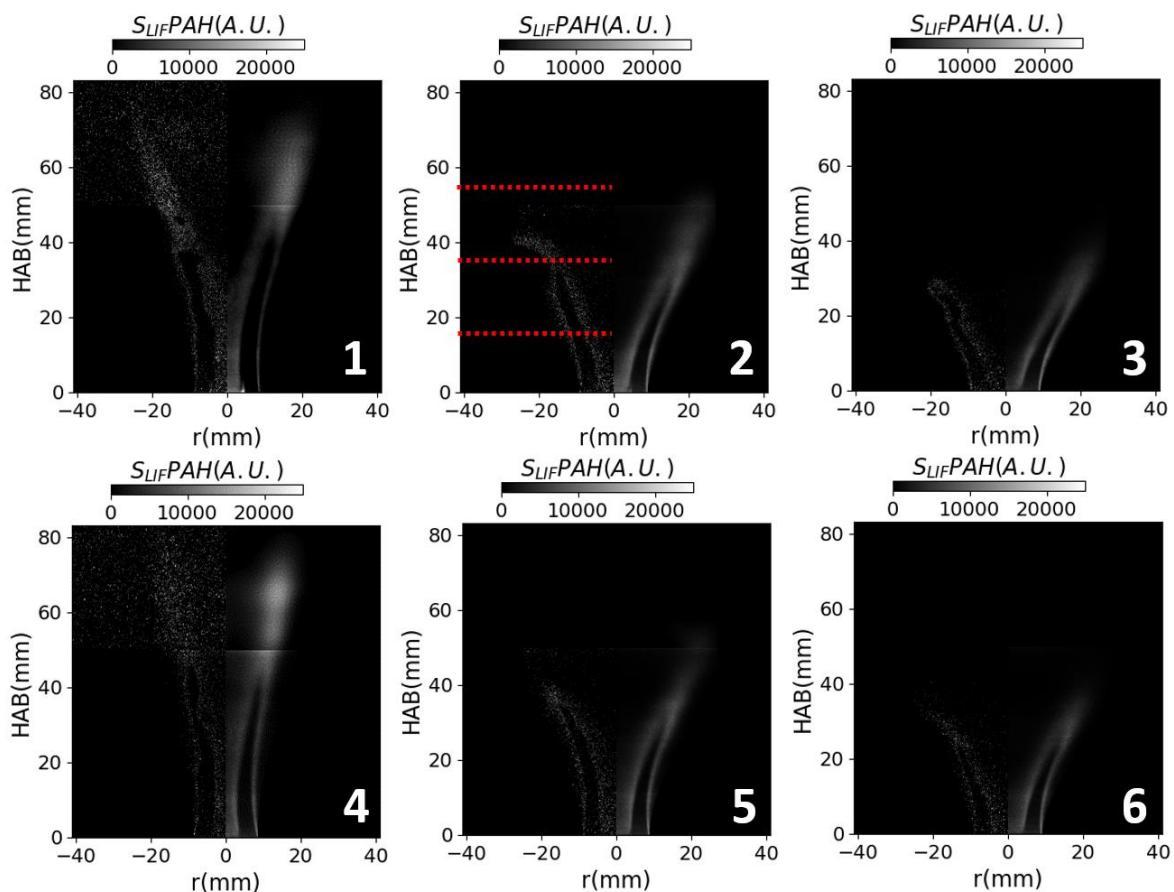 S_LIF PAH(A.U.) S_LIF PAH(A.U.) S_LIF PAH(A.U.)
0 10000 20000 0 10000 20000 0 10000 20000
80 80 80
60 60 60
HAB(mm) HAB(mm) HAB(mm)
40 40 40
20 20 20
1 2 3
0 0 0
−40 −20 0 20 40 −40 −20 0 20 40 −40 −20 0 20 40
r(mm) r(mm) r(mm)
S_LIF PAH(A.U.) S_LIF PAH(A.U.) S_LIF PAH(A.U.)
0 10000 20000 0 10000 20000 0 10000 20000
80 80 80
60 60 60
HAB(mm) HAB(mm) HAB(mm)
40 40 40
20 20 20
4 5 6
0 0 0
−40 −20 0 20 40 −40 −20 0 20 40 −40 −20 0 20 40
r(mm) r(mm) r(mm)